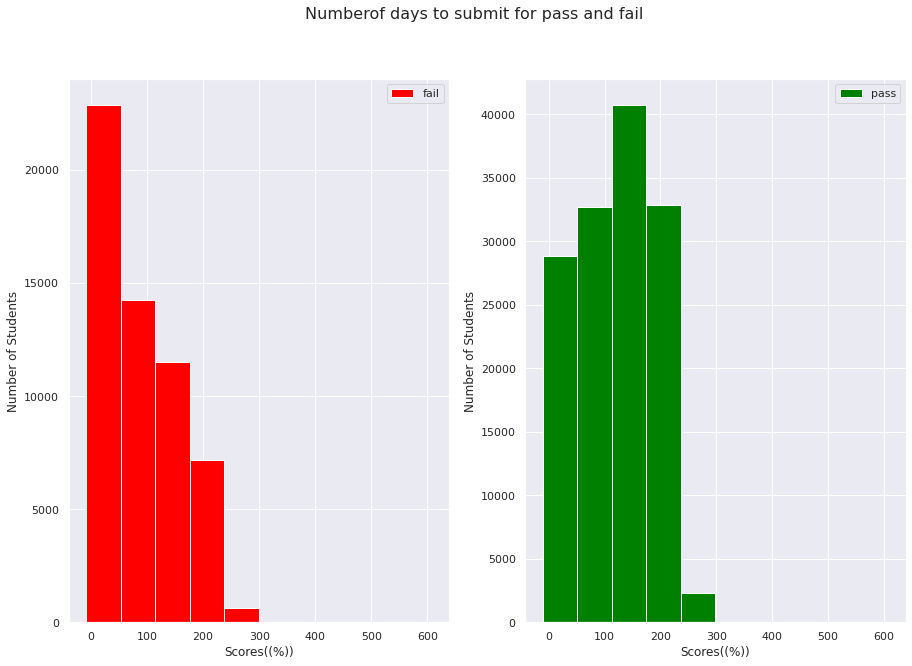 Numberof days to submit for pass and fail
fail
20000
15000
10000
5000
0
Number of Students
0 100 200 300 400 500 600
Scores((%))
pass
40000
35000
30000
25000
20000
15000
10000
5000
0
Number of Students
0 100 200 300 400 500 600
Scores((%))